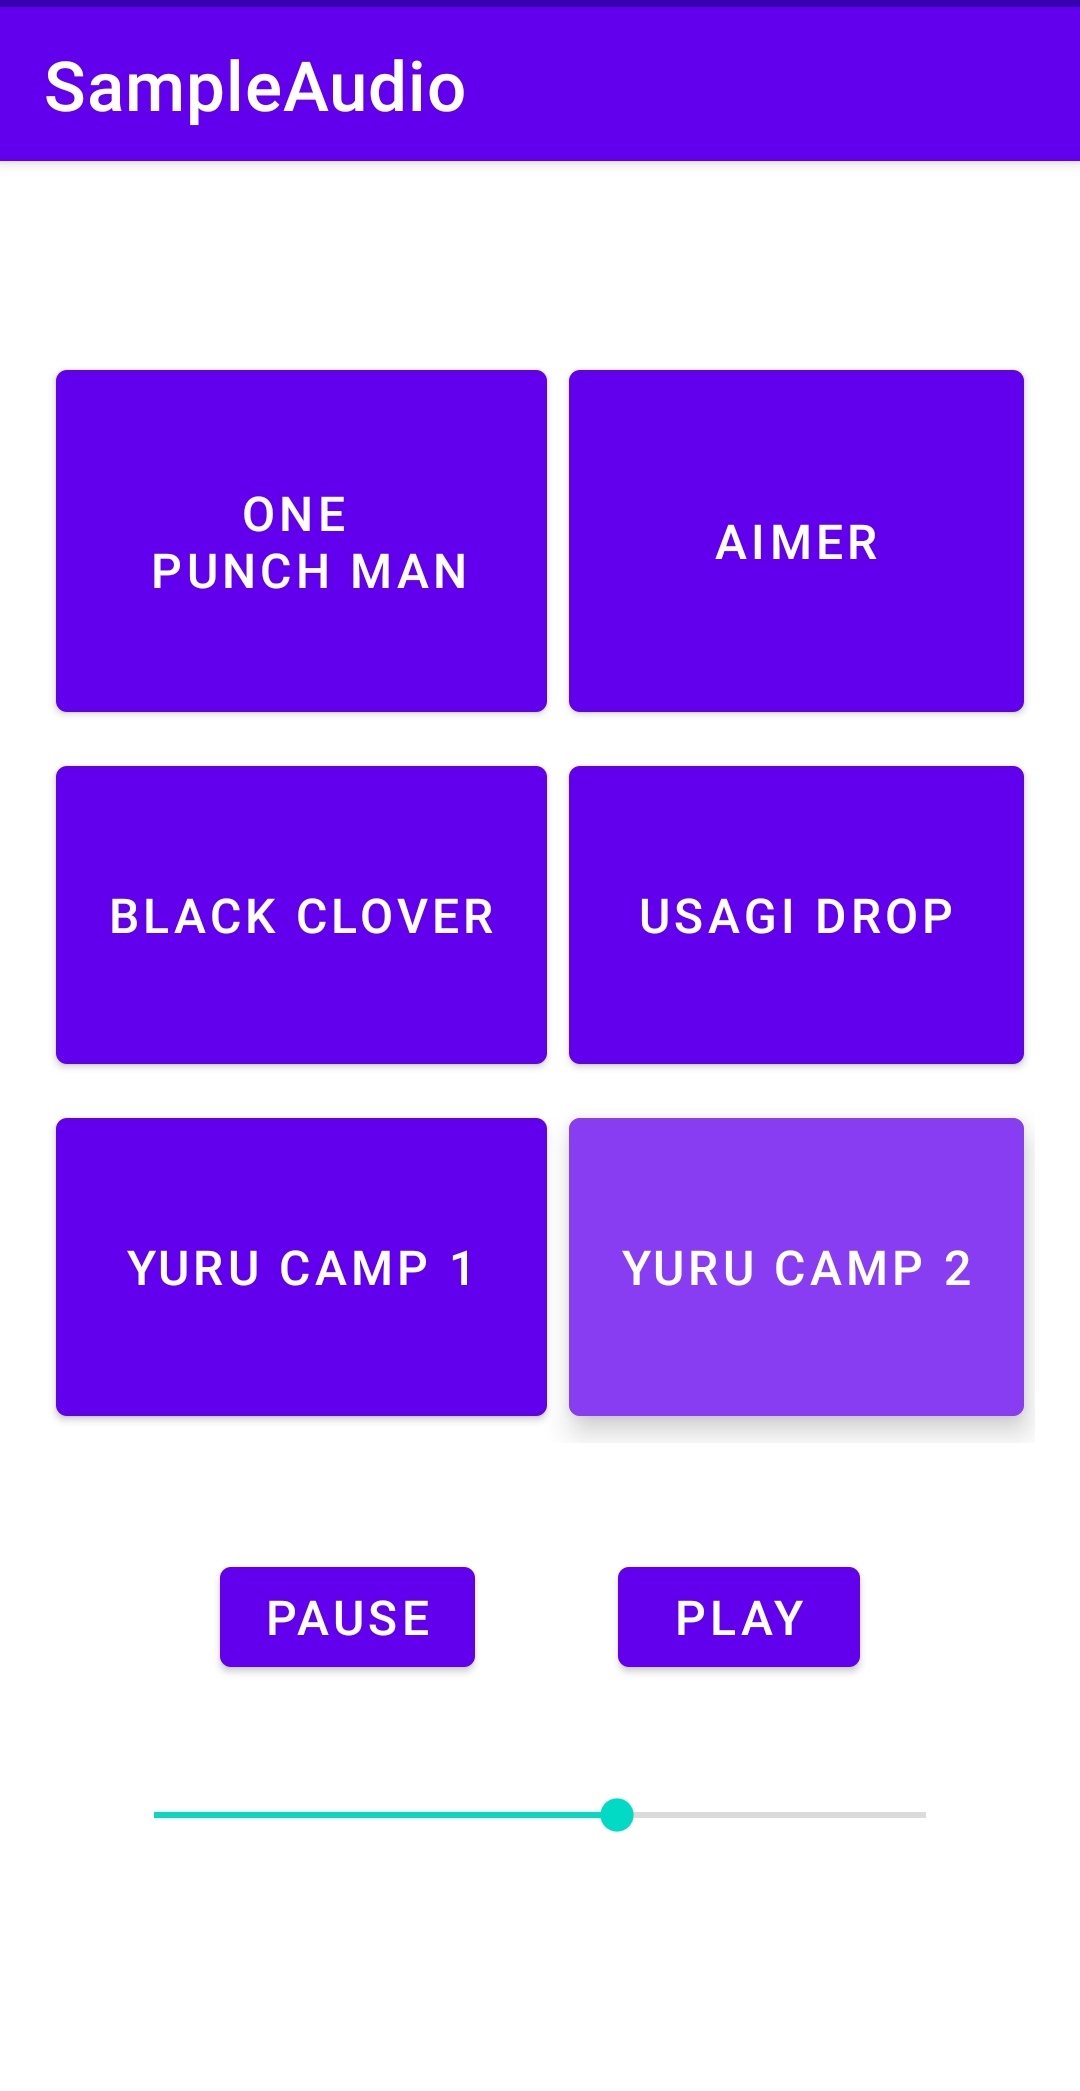 SampleAudio
ONE
PUNCH MAN
AIMER
BLACK CLOVER
USAGI DROP
YURU CAMP 1
YURU CAMP 2
PAUSE
PLAY